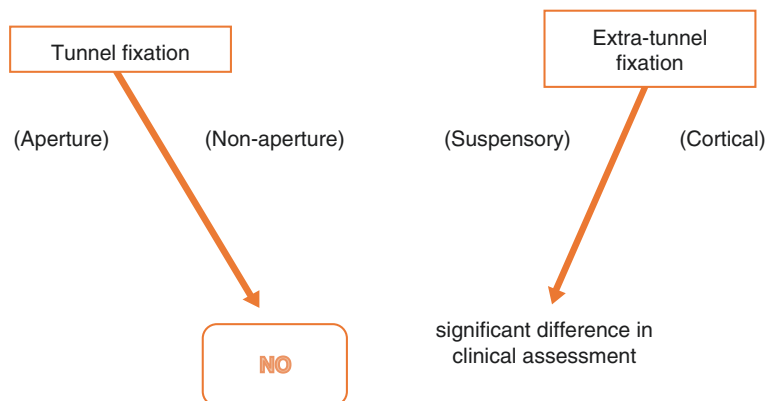 Tunnel fixation
Extra-tunnel
fixation
(Aperture)
(Non-aperture)
(Suspensory)
(Cortical)
NO
significant difference in
clinical assessment